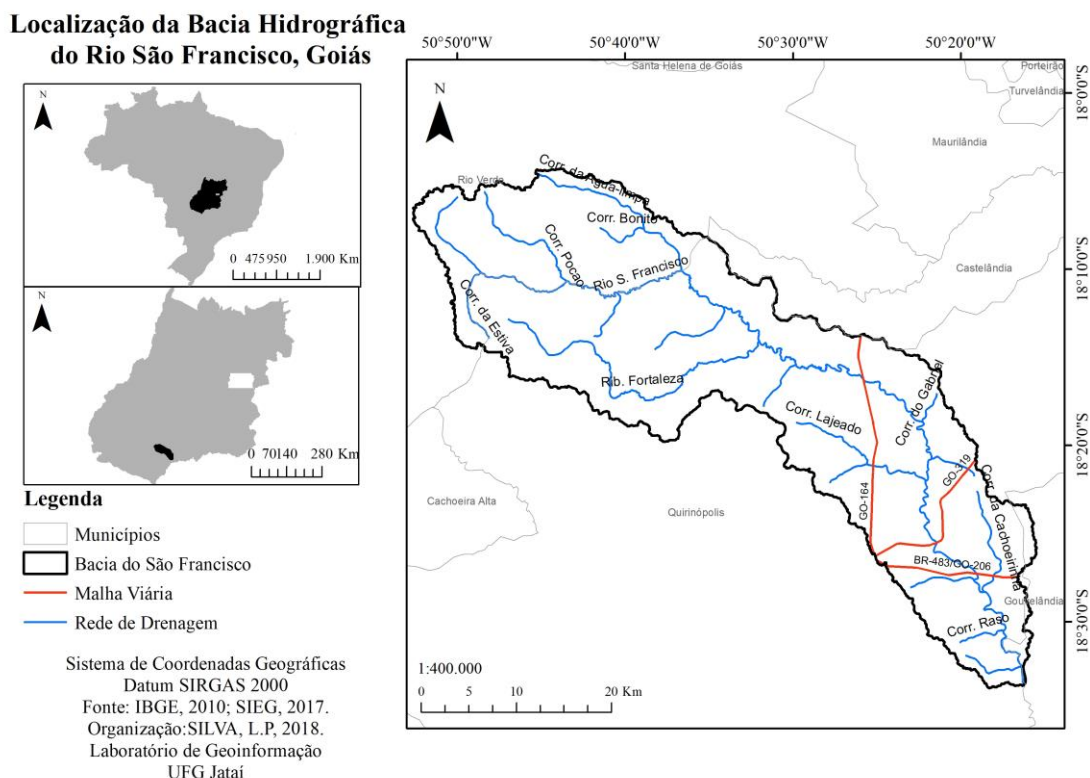 Localização da Bacia Hidrográfica
do Rio São Francisco, Goiás
N
0 475950 1.900 Km
N
0 70140 280 Km
Legenda
Municípios
Bacia do São Francisco
Malha Viária
Rede de Drenagem
Sistema de Coordenadas Geográficas
Datum SIRGAS 2000
Fonte: IBGE, 2010; SIEG, 2017.
Organização:SILVA, L.P, 2018.
Laboratório de Geoinformação
UFG Jataí
50°50'0"W 50°40'0"W 50°30'0"W 50°20'0"W
N
Santa Helena de Goiás
Porteirão
Turvelândia
18°0'0"S
Maurilândia
Rio Verde
Corr. da Água-limpa
Corr. Bonito
Corr. Pocao
Rio S. Francisco
Castelândia
18°10'0"S
Corr. da Estiva
Rib. Fortaleza
Corr. do Gabriel
Corr. Lajeado
18°20'0"S
GO-164
GO-319
Corr. da Cachoeirinha
Cachoeira Alta
Quirinópolis
BR-483/GO-206
Gouvelândia
Corr. Raso
18°30'0"S
1:400.000
0 5 10 20 Km